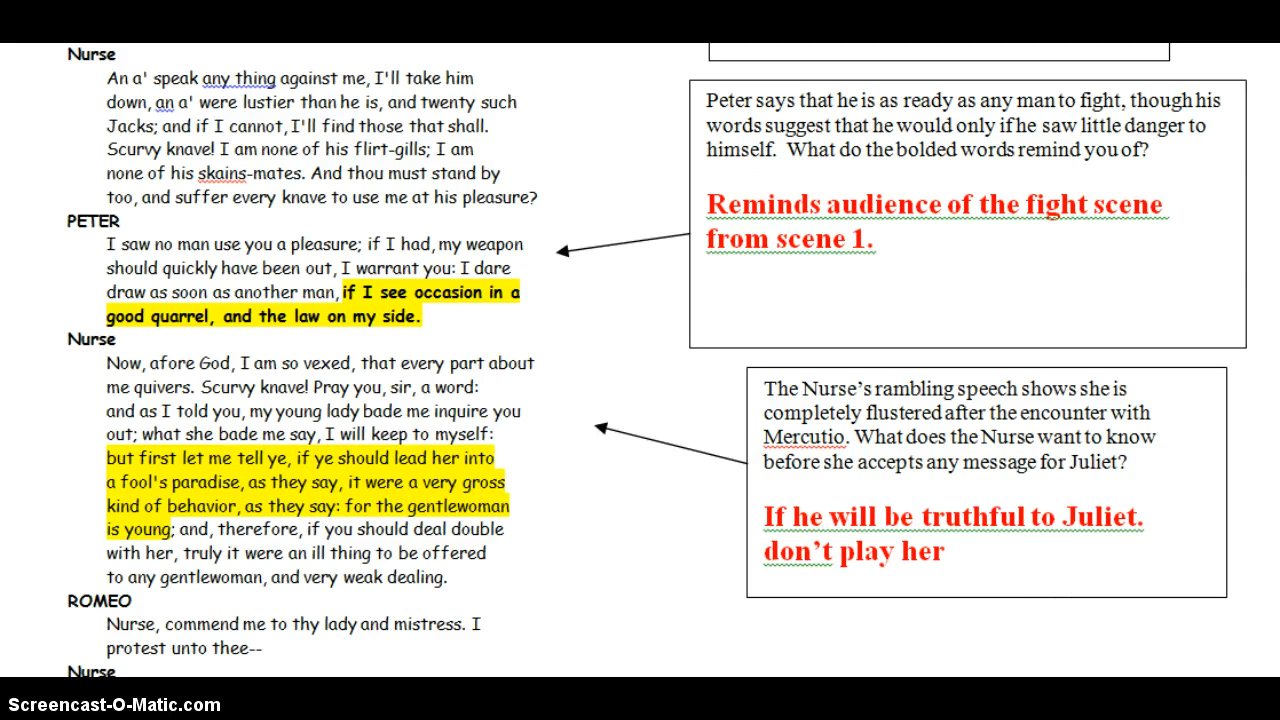 Nurse
An a' speak any thing against me, I'll take him
down, an a' were lustier than he is, and twenty such
Jacks; and if I cannot, I'll find those that shall.
Scurvy knave! I am none of his flirt-gills; I am
none of his skains-mates. And thou must stand by
too, and suffer every knave to use me at his pleasure?
PETER
I saw no man use you a pleasure; if I had, my weapon
should quickly have been out, I warrant you: I dare
draw as soon as another man, if I see occasion in a
good quarrel, and the law on my side.
Nurse
Now, afore God, I am so vexed, that every part about
me quivers. Scurvy knave! Pray you, sir, a word:
and as I told you, my young lady bade me inquire you
out; what she bade me say, I will keep to myself:
but first let me tell ye, if ye should lead her into
a fool's paradise, as they say, it were a very gross
kind of behavior, as they say: for the gentlewoman
is young; and, therefore, if you should deal double
with her, truly it were an ill thing to be offered
to any gentlewoman, and very weak dealing.
ROMEO
Nurse, commend me to thy lady and mistress. I
protest unto thee--
Nurse
Peter says that he is as ready as any man to fight, though his
words suggest that he would only if he saw little danger to
himself.  What do the bolded words remind you of?
Reminds audience of the fight scene
from scene 1.
The Nurse's rambling speech shows she is
completely flustered after the encounter with
Mercutio. What does the Nurse want to know
before she accepts any message for Juliet?
If he will be truthful to Juliet.
don't play her
Screencast-O-Matic.com